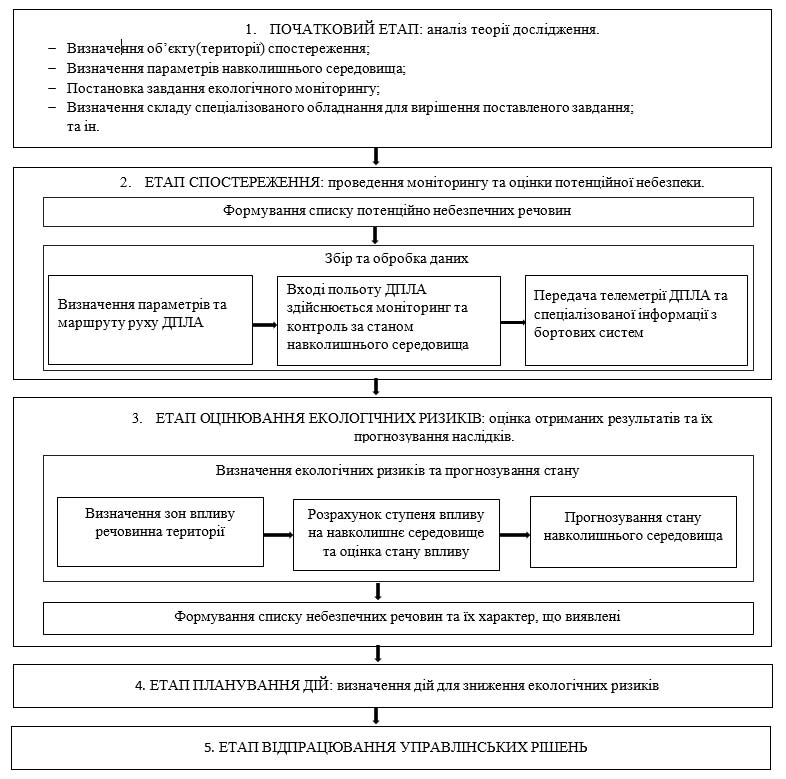 1. ПОЧАТКОВИЙ ЕТАП: аналіз теорії дослідження.
– Визначення об’єкту(території) спостереження;
– Визначення параметрів навколишнього середовища;
– Постановка завдання екологічного моніторингу;
– Визначення складу спеціалізованого обладнання для вирішення поставленого завдання;
та ін.
2. ЕТАП СПОСТЕРЕЖЕННЯ: проведення моніторингу та оцінки потенційної небезпеки.
Формування списку потенційно небезпечних речовин
Збір та обробка даних
Визначення параметрів та
маршруту руху ДПЛА
Вході польоту ДПЛА
здійснюється моніторинг та
контроль за станом
навколишнього середовища
Передача телеметрії ДПЛА та
спеціалізованої інформації з
бортових систем
3. ЕТАП ОЦІНЮВАННЯ ЕКОЛОГІЧНИХ РИЗИКІВ: оцінка отриманих результатів та їх
прогнозування наслідків.
Визначення екологічних ризиків та прогнозування стану
Визначення зон впливу
речовинна території
Розрахунок ступеня впливу
на навколишнє середовище
та оцінка стану впливу
Прогнозування стану
навколишнього середовища
Формування списку небезпечних речовин та їх характер, що виявлені
4. ЕТАП ПЛАНУВАННЯ ДІЙ: визначення дій для зниження екологічних ризиків
5. ЕТАП ВІДПРАЦЮВАННЯ УПРАВЛІНСЬКИХ РІШЕНЬ